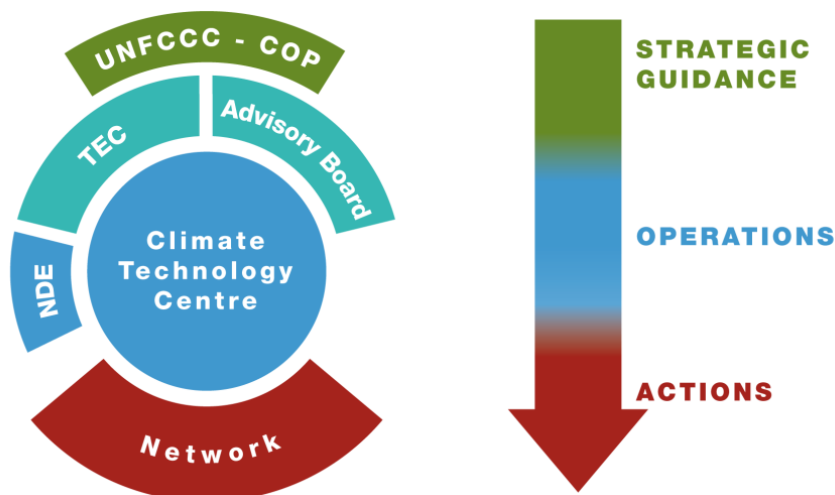 UNFCCC - COP
TEC
Advisory Board
NDE
Climate
Technology
Centre
Network
STRATEGIC
GUIDANCE
OPERATIONS
ACTIONS